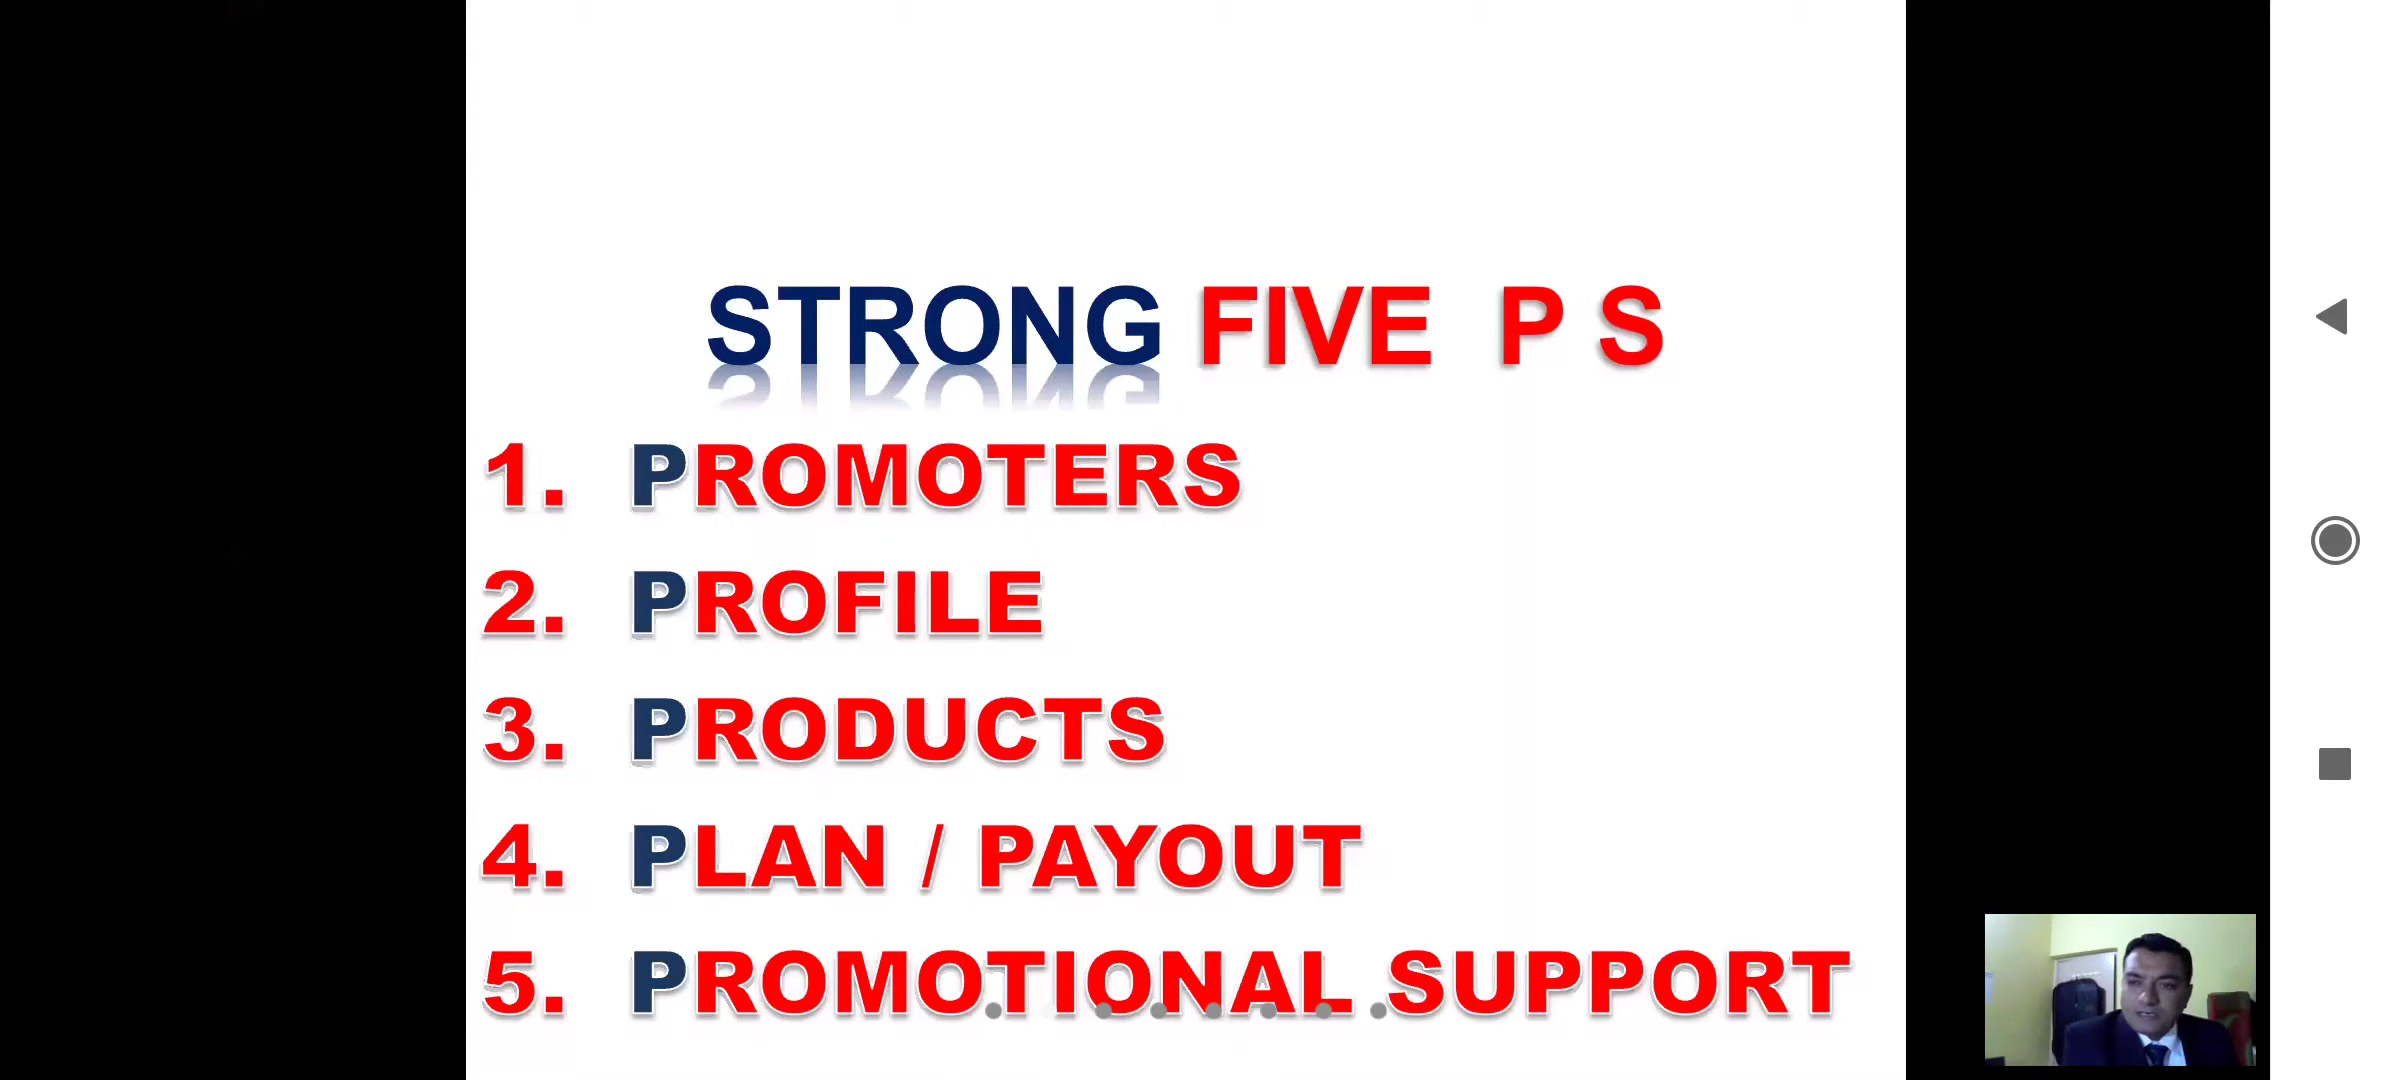 STRONG FIVE P S
1. PROMOTERS
2. PROFILE
3. PRODUCTS
4. PLAN / PAYOUT
5. PROMOTIONAL SUPPORT